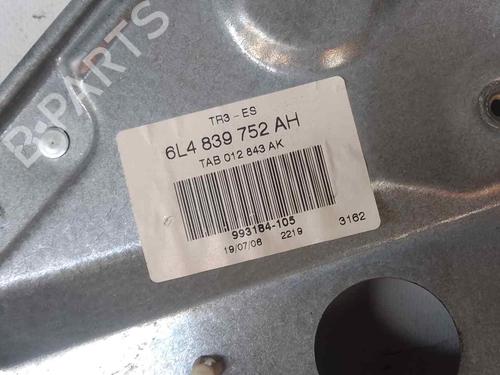 B-PARTS
TR3 - ES
6L4 839 752 AH
TAB 012 843 AK
993184-105
19/07/06 2219 3162